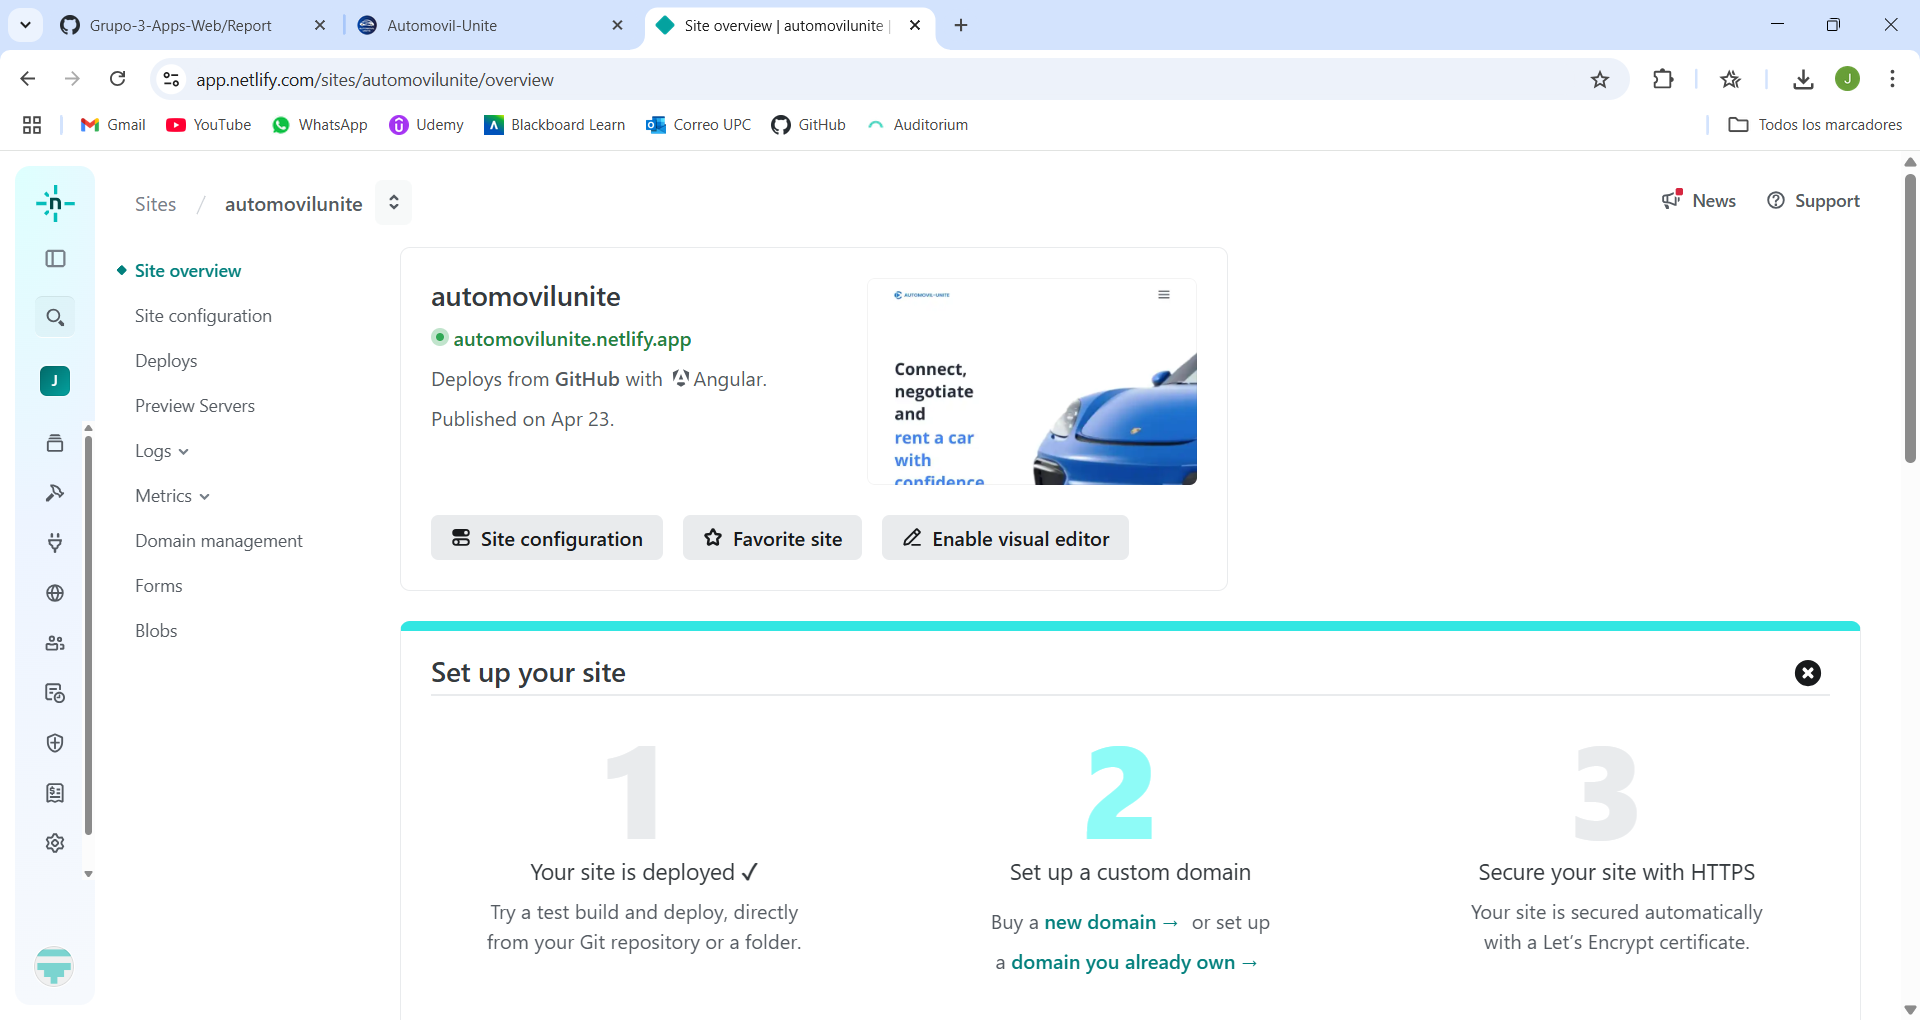 Grupo-3-Apps-Web/Report
Automovil-Unite
Site overview | automovilunite |
app.netlify.com/sites/automovilunite/overview
J
Gmail
YouTube
WhatsApp
Udemy
Blackboard Learn
Correo UPC
GitHub
Auditorium
Todos los marcadores
n
Sites / automovilunite
News
Support
J
Site overview
Site configuration
Deploys
Preview Servers
Logs
Metrics
Domain management
Forms
Blobs
automovilunite
automovilunite.netlify.app
Deploys from GitHub with Angular.
Published on Apr 23.
AUTOMOVIL-UNITE
Connect,
negotiate
and
rent a car
with
confidence
Site configuration
Favorite site
Enable visual editor
Set up your site
1
Your site is deployed ✓
Try a test build and deploy, directly
from your Git repository or a folder.
2
Set up a custom domain
Buy a new domain → or set up
a domain you already own →
3
Secure your site with HTTPS
Your site is secured automatically
with a Let’s Encrypt certificate.